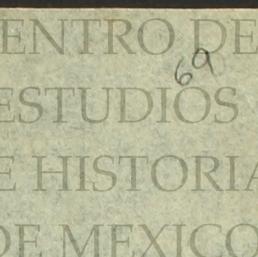 ENTRO DE
69
ESTUDIOS
E HISTORIA
DE MEXICO